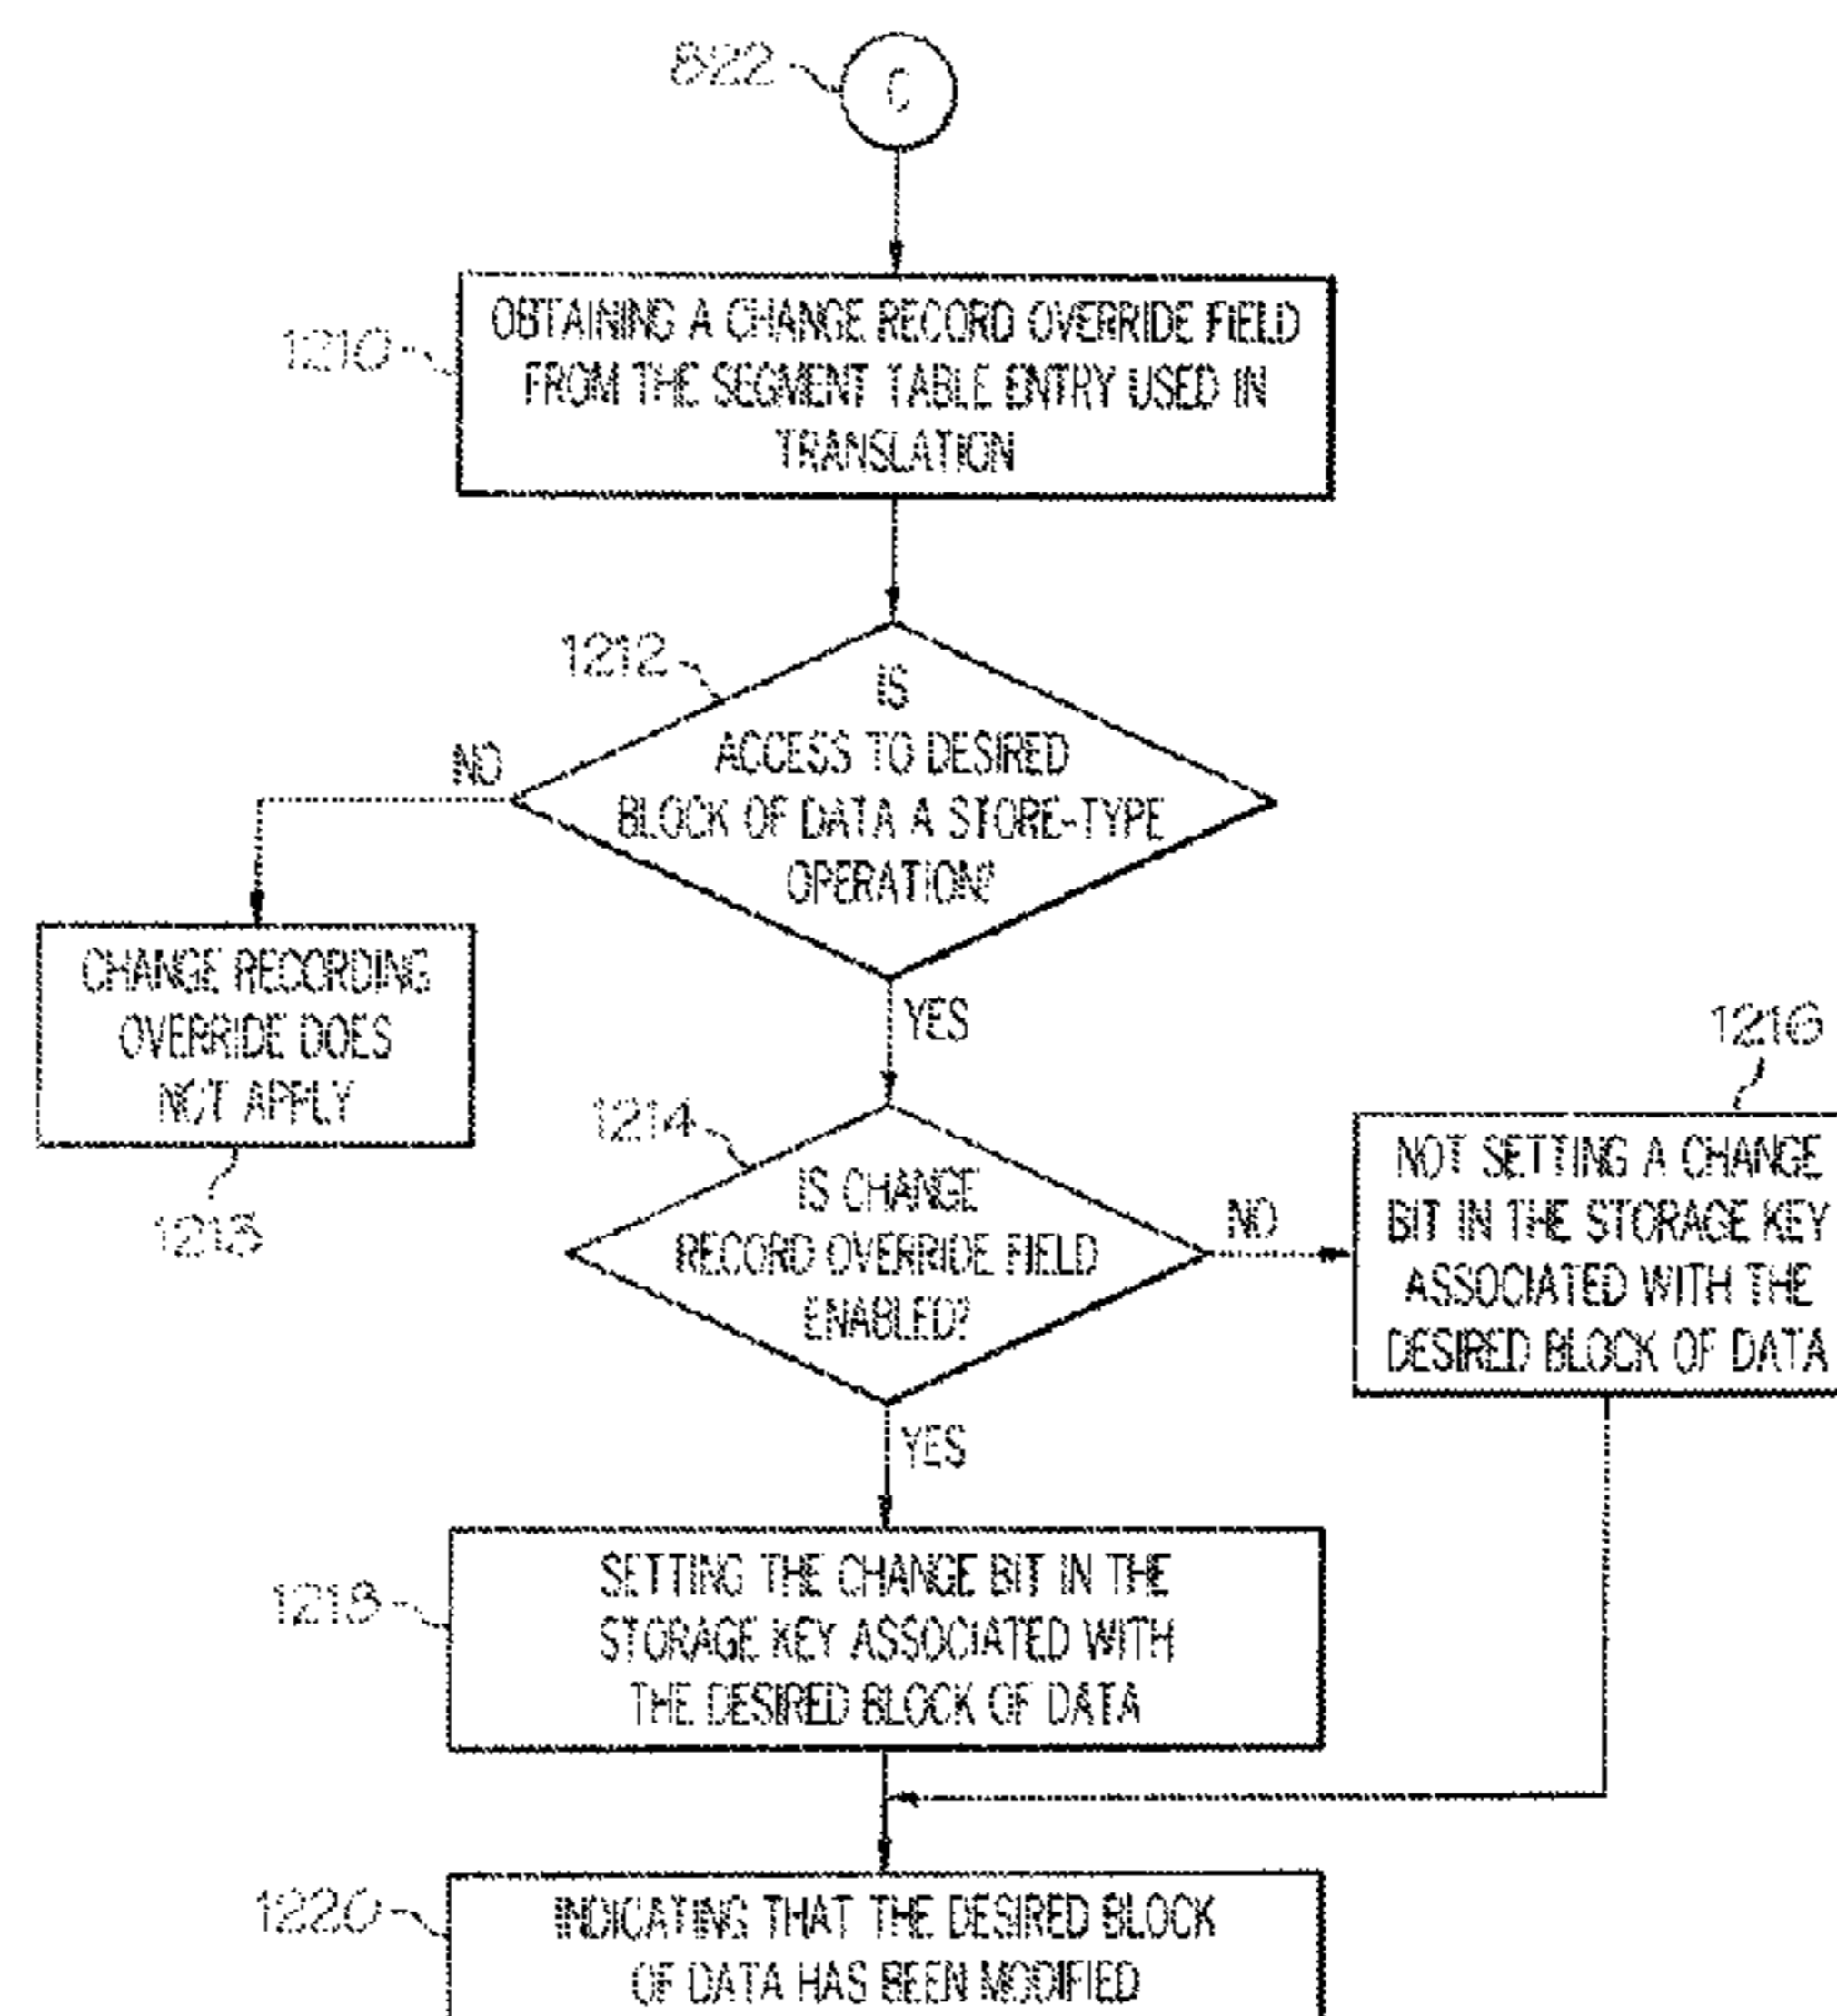 822
C
1210
OBTAINING A CHANGE RECORD OVERRIDE FIELD
FROM THE SEGMENT TABLE ENTRY USED IN
TRANSLATION
1212
IS
ACCESS TO DESIRED
BLOCK OF DATA A STORE-TYPE
OPERATION?
NO
YES
CHANGE RECORDING
OVERRIDE DOES
NOT APPLY
1213
1214
IS CHANGE
RECORD OVERRIDE FIELD
ENABLED?
NO
YES
1216
NOT SETTING A CHANGE
BIT IN THE STORAGE KEY
ASSOCIATED WITH THE
DESIRED BLOCK OF DATA
1218
SETTING THE CHANGE BIT IN THE
STORAGE KEY ASSOCIATED WITH
THE DESIRED BLOCK OF DATA
1220
INDICATING THAT THE DESIRED BLOCK
OF DATA HAS BEEN MODIFIED